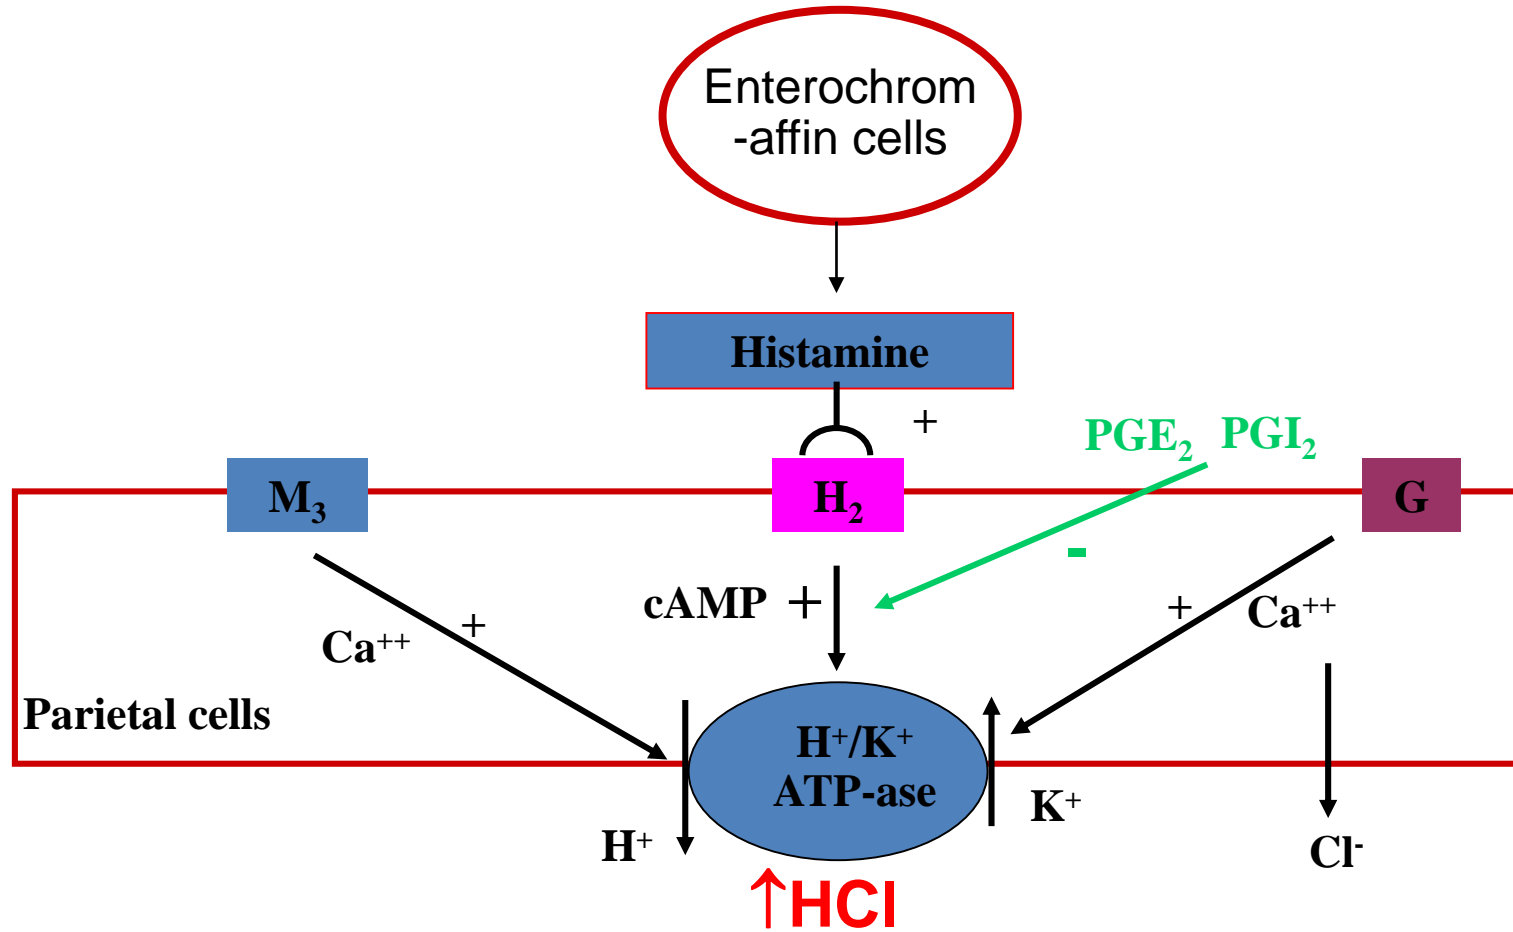 Enterochrom
-affin cells
Histamine
+
PGE₂ PGI₂
M₃
H₂
G
-
cAMP +
+
Ca⁺⁺
+
Ca⁺⁺
Parietal cells
H⁺/K⁺
ATP-ase
K⁺
H⁺
Cl⁻
↑HCl